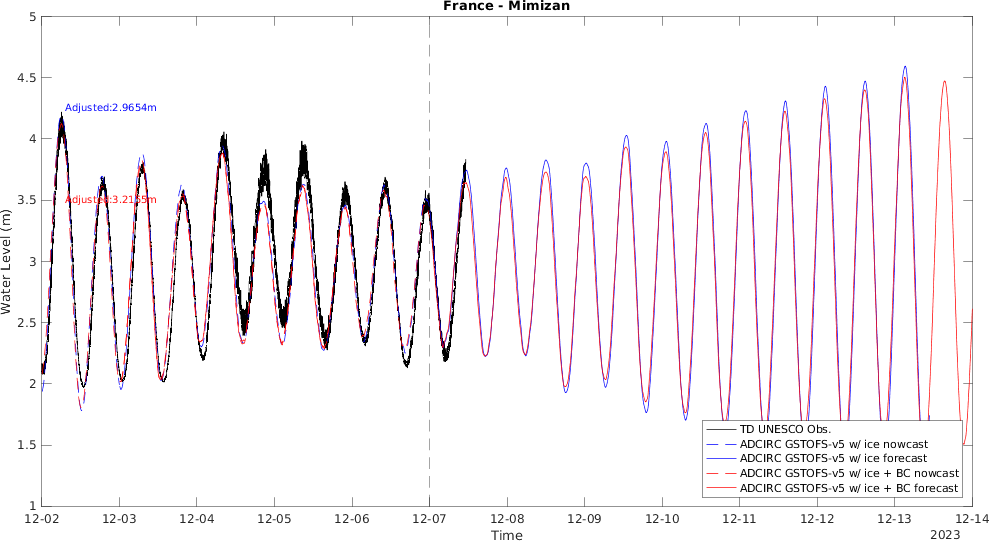 France - Mimizan
5
4.5
4
3.5
3
2.5
2
1.5
1
Water Level (m)
Adjusted:2.9654m
Adjusted:3.2155m
TD UNESCO Obs.
ADCIRC GSTOFS-v5 w/ ice nowcast
ADCIRC GSTOFS-v5 w/ ice forecast
ADCIRC GSTOFS-v5 w/ ice + BC nowcast
ADCIRC GSTOFS-v5 w/ ice + BC forecast
12-02 12-03 12-04 12-05 12-06 12-07 12-08 12-09 12-10 12-11 12-12 12-13 12-14
Time
2023